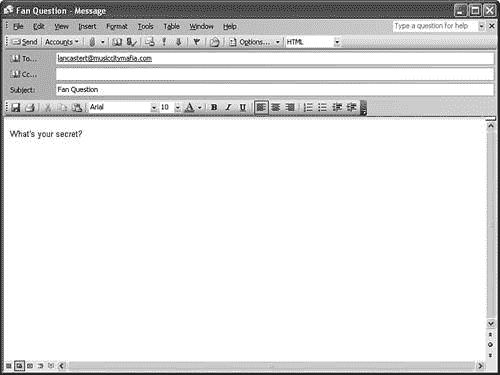 Fan Question - Message
File Edit View Insert Format Tools Table Window Help Type a question for help
Send Accounts Options... HTML
To... lancastert@musiccitymafia.com
Cc...
Subject: Fan Question
Arial 10 A B I U
What's your secret?